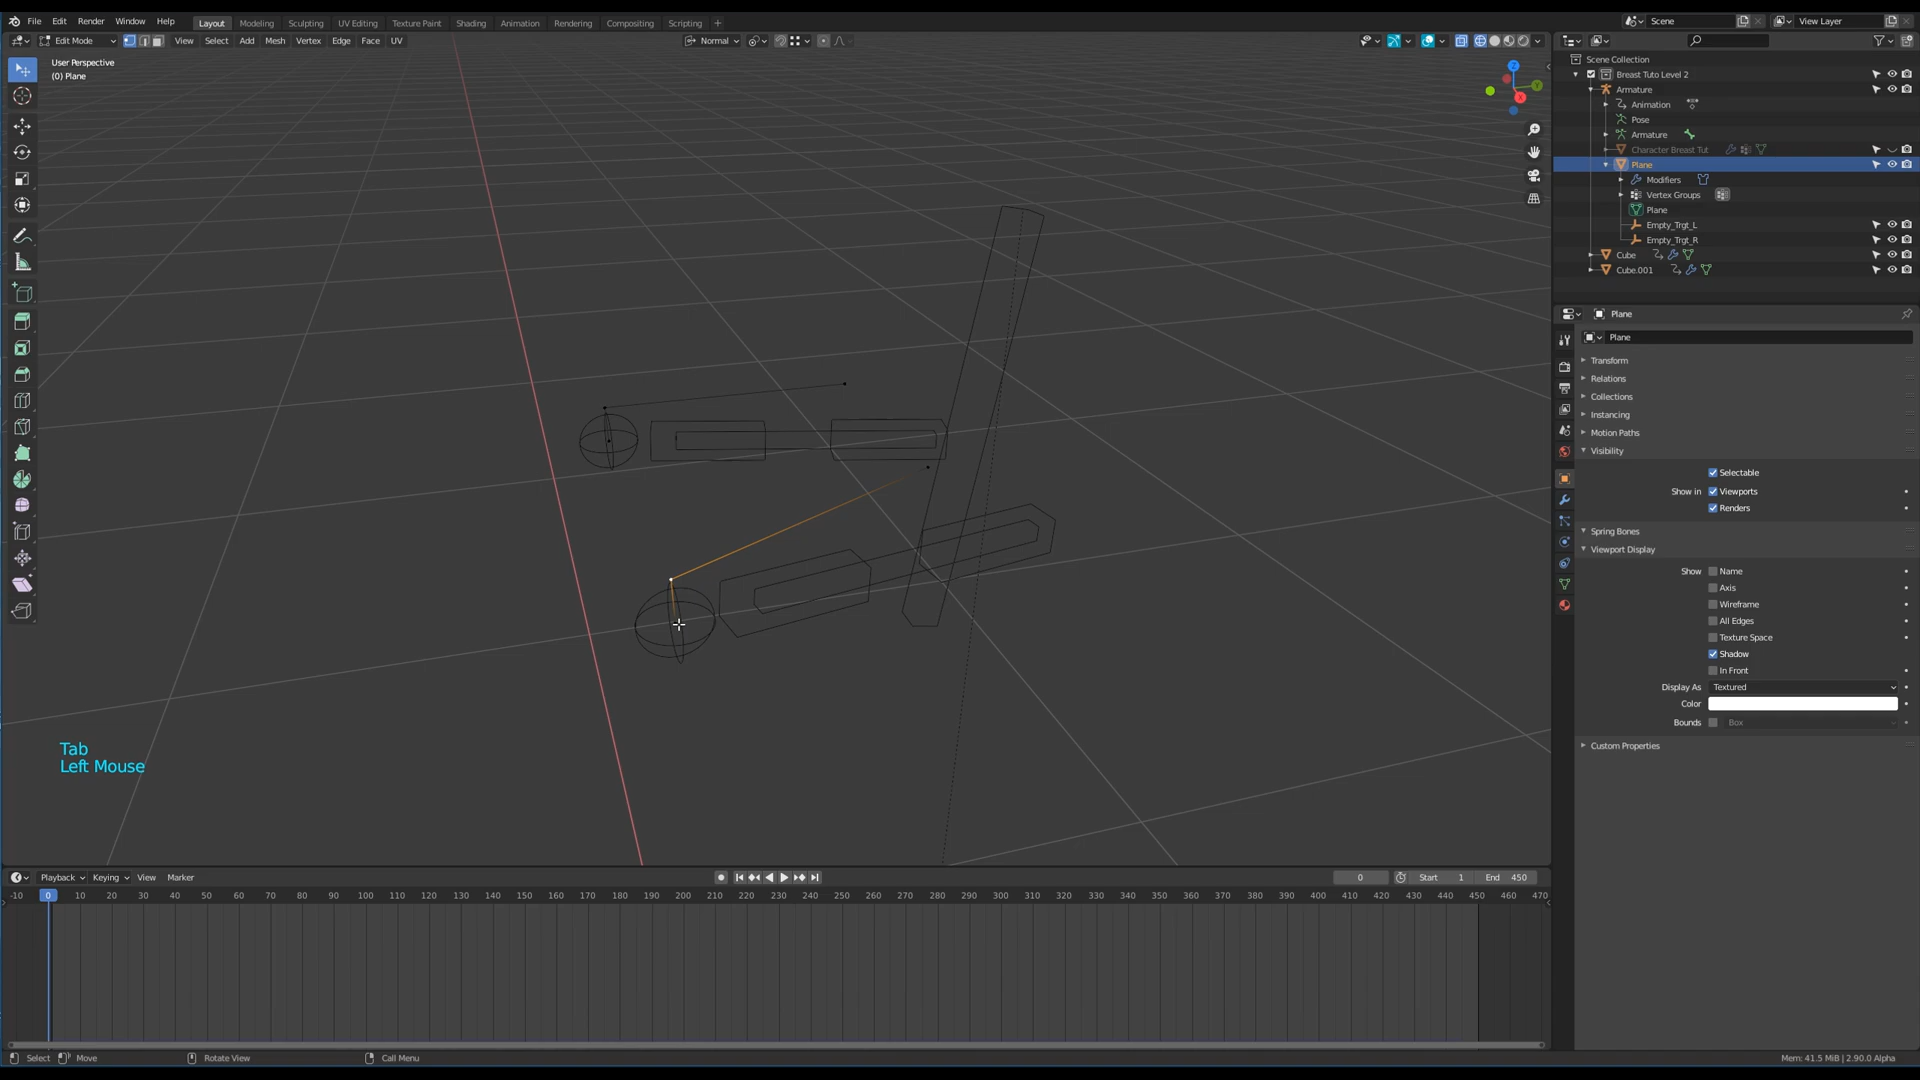 File Edit Render Window Help Layout Modeling Sculpting UV Editing Texture Paint Shading Animation Rendering Compositing Scripting + Scene View Layer
Edit Mode View Select Add Mesh Vertex Edge Face UV Normal
User Perspective
(0) Plane
Z
Y
X
Scene Collection
Breast Tuto Level 2
Armature
Animation
Pose
Armature
Character Breast Tut
Plane
Modifiers
Vertex Groups
Plane
Empty_Trgt_L
Empty_Trgt_R
Cube
Cube.001
Plane
Plane
Transform
Relations
Collections
Instancing
Motion Paths
Visibility
Selectable
Show in Viewports
Renders
Spring Bones
Viewport Display
Show Name
Axis
Wireframe
All Edges
Texture Space
Shadow
In Front
Display As Textured
Color
Bounds Box
Custom Properties
Tab
Left Mouse
Playback Keying View Marker 0 Start 1 End 450
-10 0 10 20 30 40 50 60 70 80 90 100 110 120 130 140 150 160 170 180 190 200 210 220 230 240 250 260 270 280 290 300 310 320 330 340 350 360 370 380 390 400 410 420 430 440 450 460 470
Select Move Rotate View Call Menu Mem: 41.5 MiB | 2.90.0 Alpha